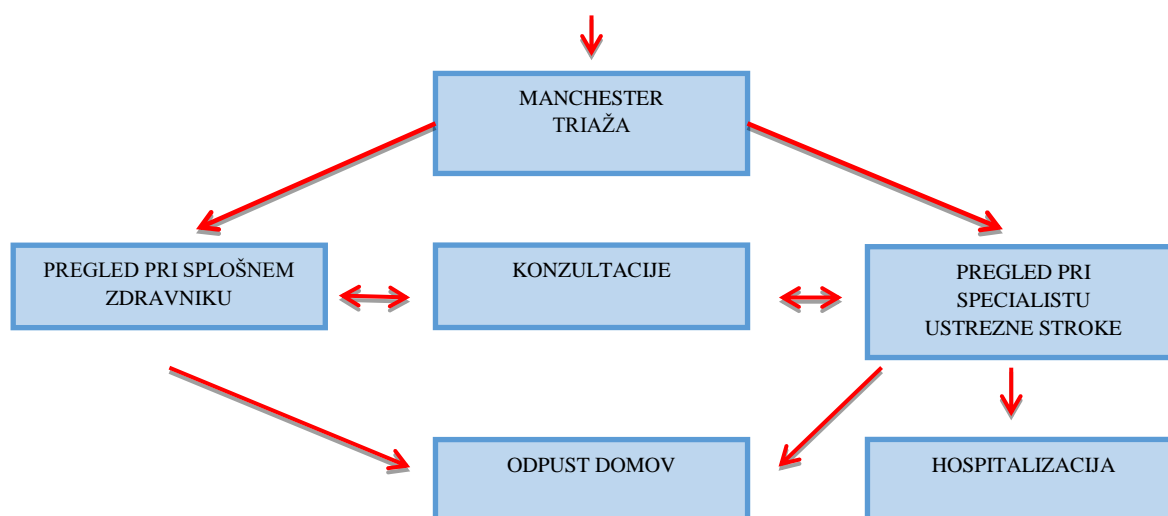 MANCHESTER
TRIAŽA
PREGLED PRI SPLOŠNEM
ZDRAVNIKU
KONZULTACIJE
PREGLED PRI
SPECIALISTU
USTREZNE STROKE
ODPUST DOMOV
HOSPITALIZACIJA